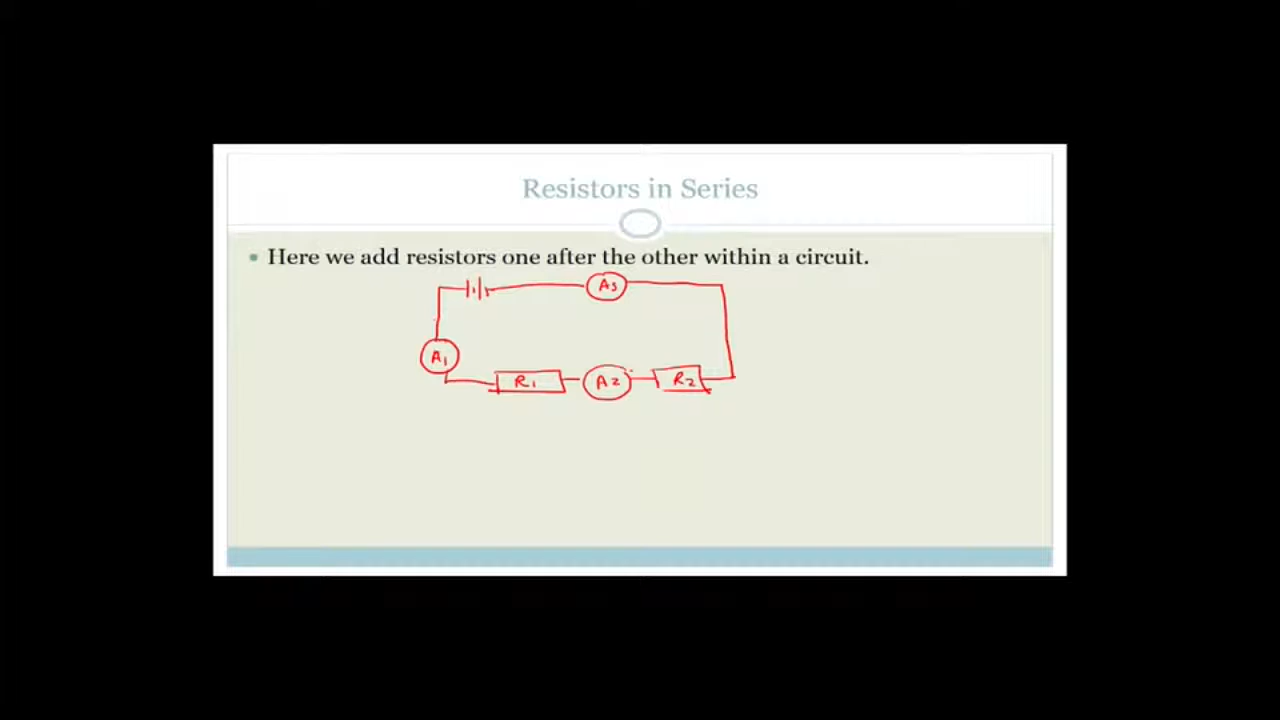 Resistors in Series
Here we add resistors one after the other within a circuit.
A3
A1
R1 A2 R2